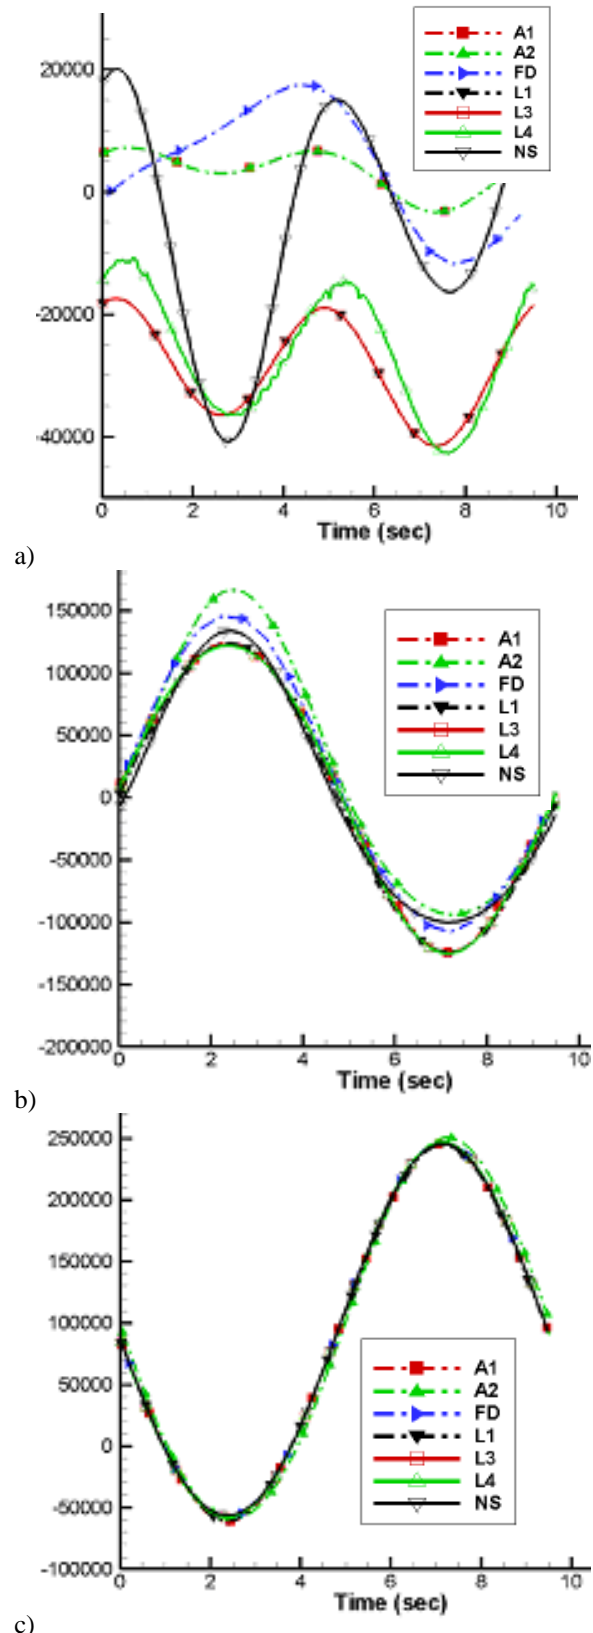 A1
A2
FD
L1
L3
L4
NS
20000
0
-20000
-40000
0 2 4 6 8 10
Time (sec)
a)
150000
100000
50000
0
-50000
-100000
-150000
-200000
A1
A2
FD
L1
L3
L4
NS
0 2 4 6 8 10
Time (sec)
b)
250000
200000
150000
100000
50000
0
-50000
-100000
A1
A2
FD
L1
L3
L4
NS
0 2 4 6 8 10
Time (sec)
c)